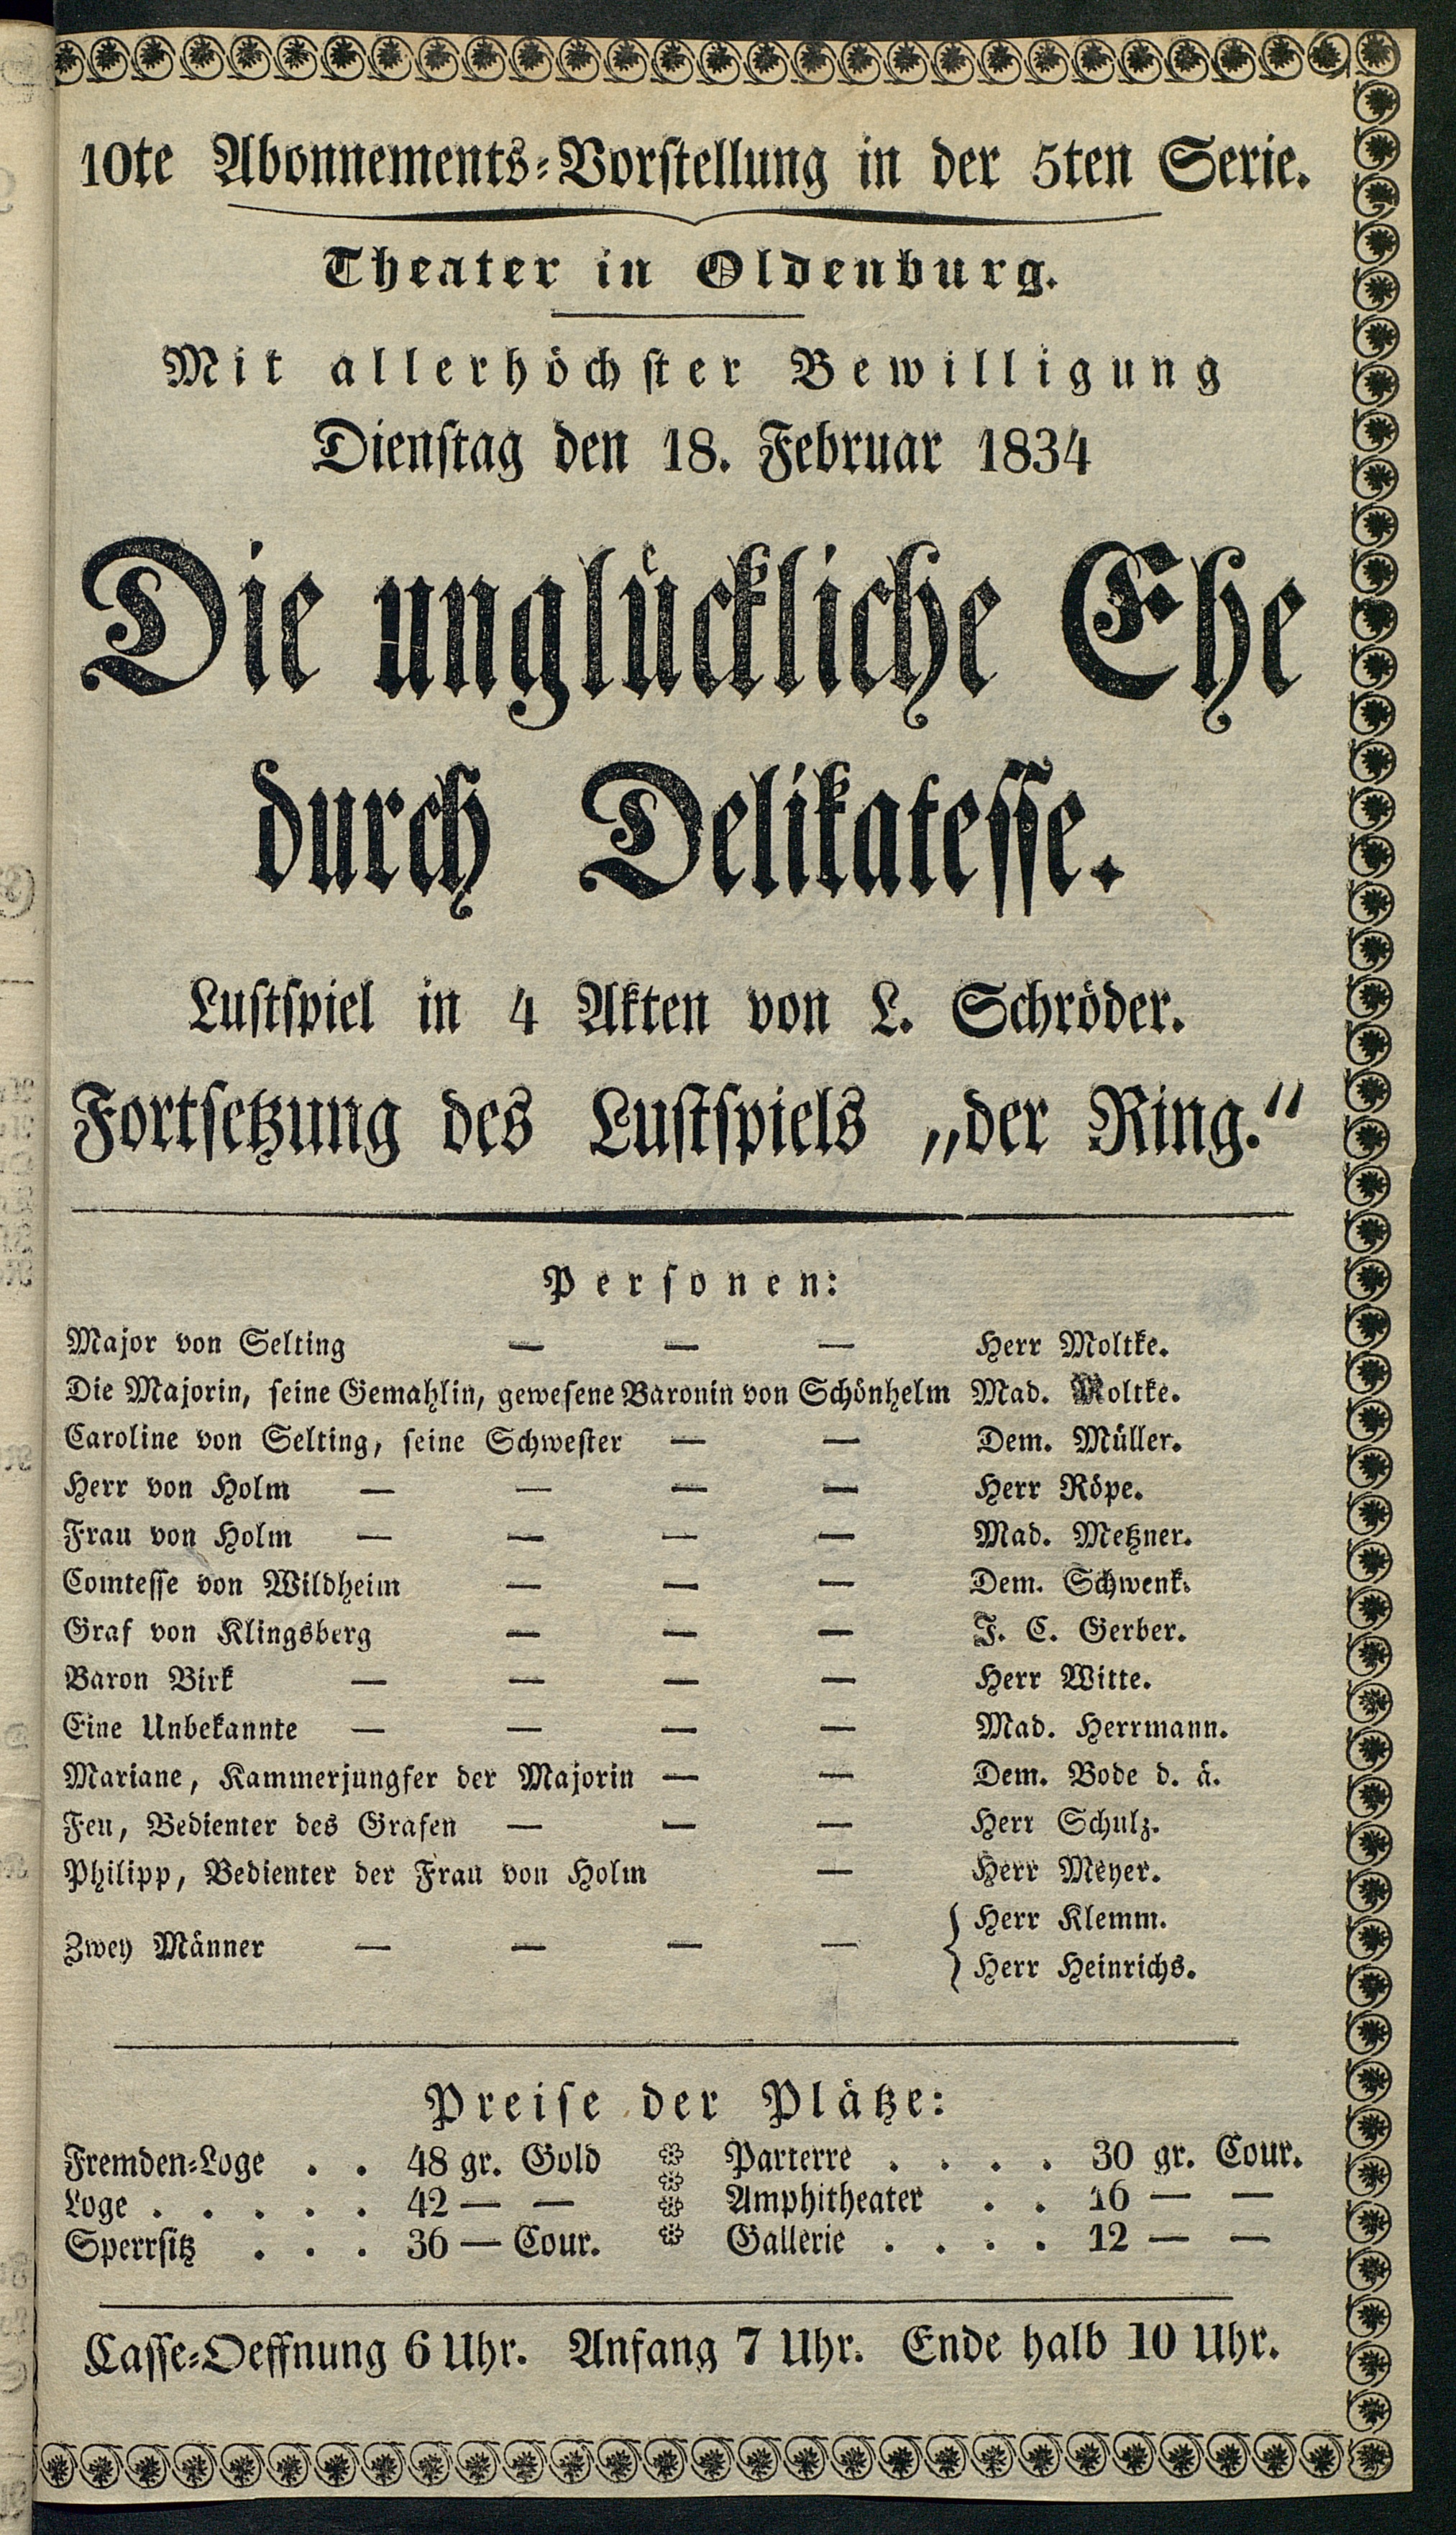 10te Abonnements-Vorstellung in der 5ten Serie.
Theater in Oldenburg.
Mit allerhöchster Bewilligung
Dienstag den 18. Februar 1834
Die unglückliche Ehe
durch Delikatesse.
Lustspiel in 4 Akten von L. Schröder.
Fortsetzung des Lustspiels „der Ring.“
Personen:
Major von Selting — — — Herr Moltke.
Die Majorin, seine Gemahlin, gewesene Baronin von Schönhelm Mad. Moltke.
Caroline von Selting, seine Schwester — — Dem. Müller.
Herr von Holm — — — — Herr Röpe.
Frau von Holm — — — — Mad. Metzner.
Comtesse von Wildheim — — — Dem. Schwenk.
Graf von Klingsberg — — — F. C. Gerber.
Baron Birk — — — — Herr Witte.
Eine Unbekannte — — — — Mad. Herrmann.
Mariane, Kammerjungfer der Majorin — — Dem. Bode d. ä.
Feu, Bedienter des Grafen — — — Herr Schulz.
Philipp, Bedienter der Frau von Holm — Herr Meyer.
Zwey Männer — — — — { Herr Klemm.
Herr Heinrichs.
Preise der Plätze:
Fremden-Loge . . 48 gr. Gold Parterre . . . . 30 gr. Cour.
Loge . . . . . 42 — — Amphitheater . . 16 — —
Sperrsitz . . . 36 — Cour. Gallerie . . . . 12 — —
Casse-Oeffnung 6 Uhr. Anfang 7 Uhr. Ende halb 10 Uhr.